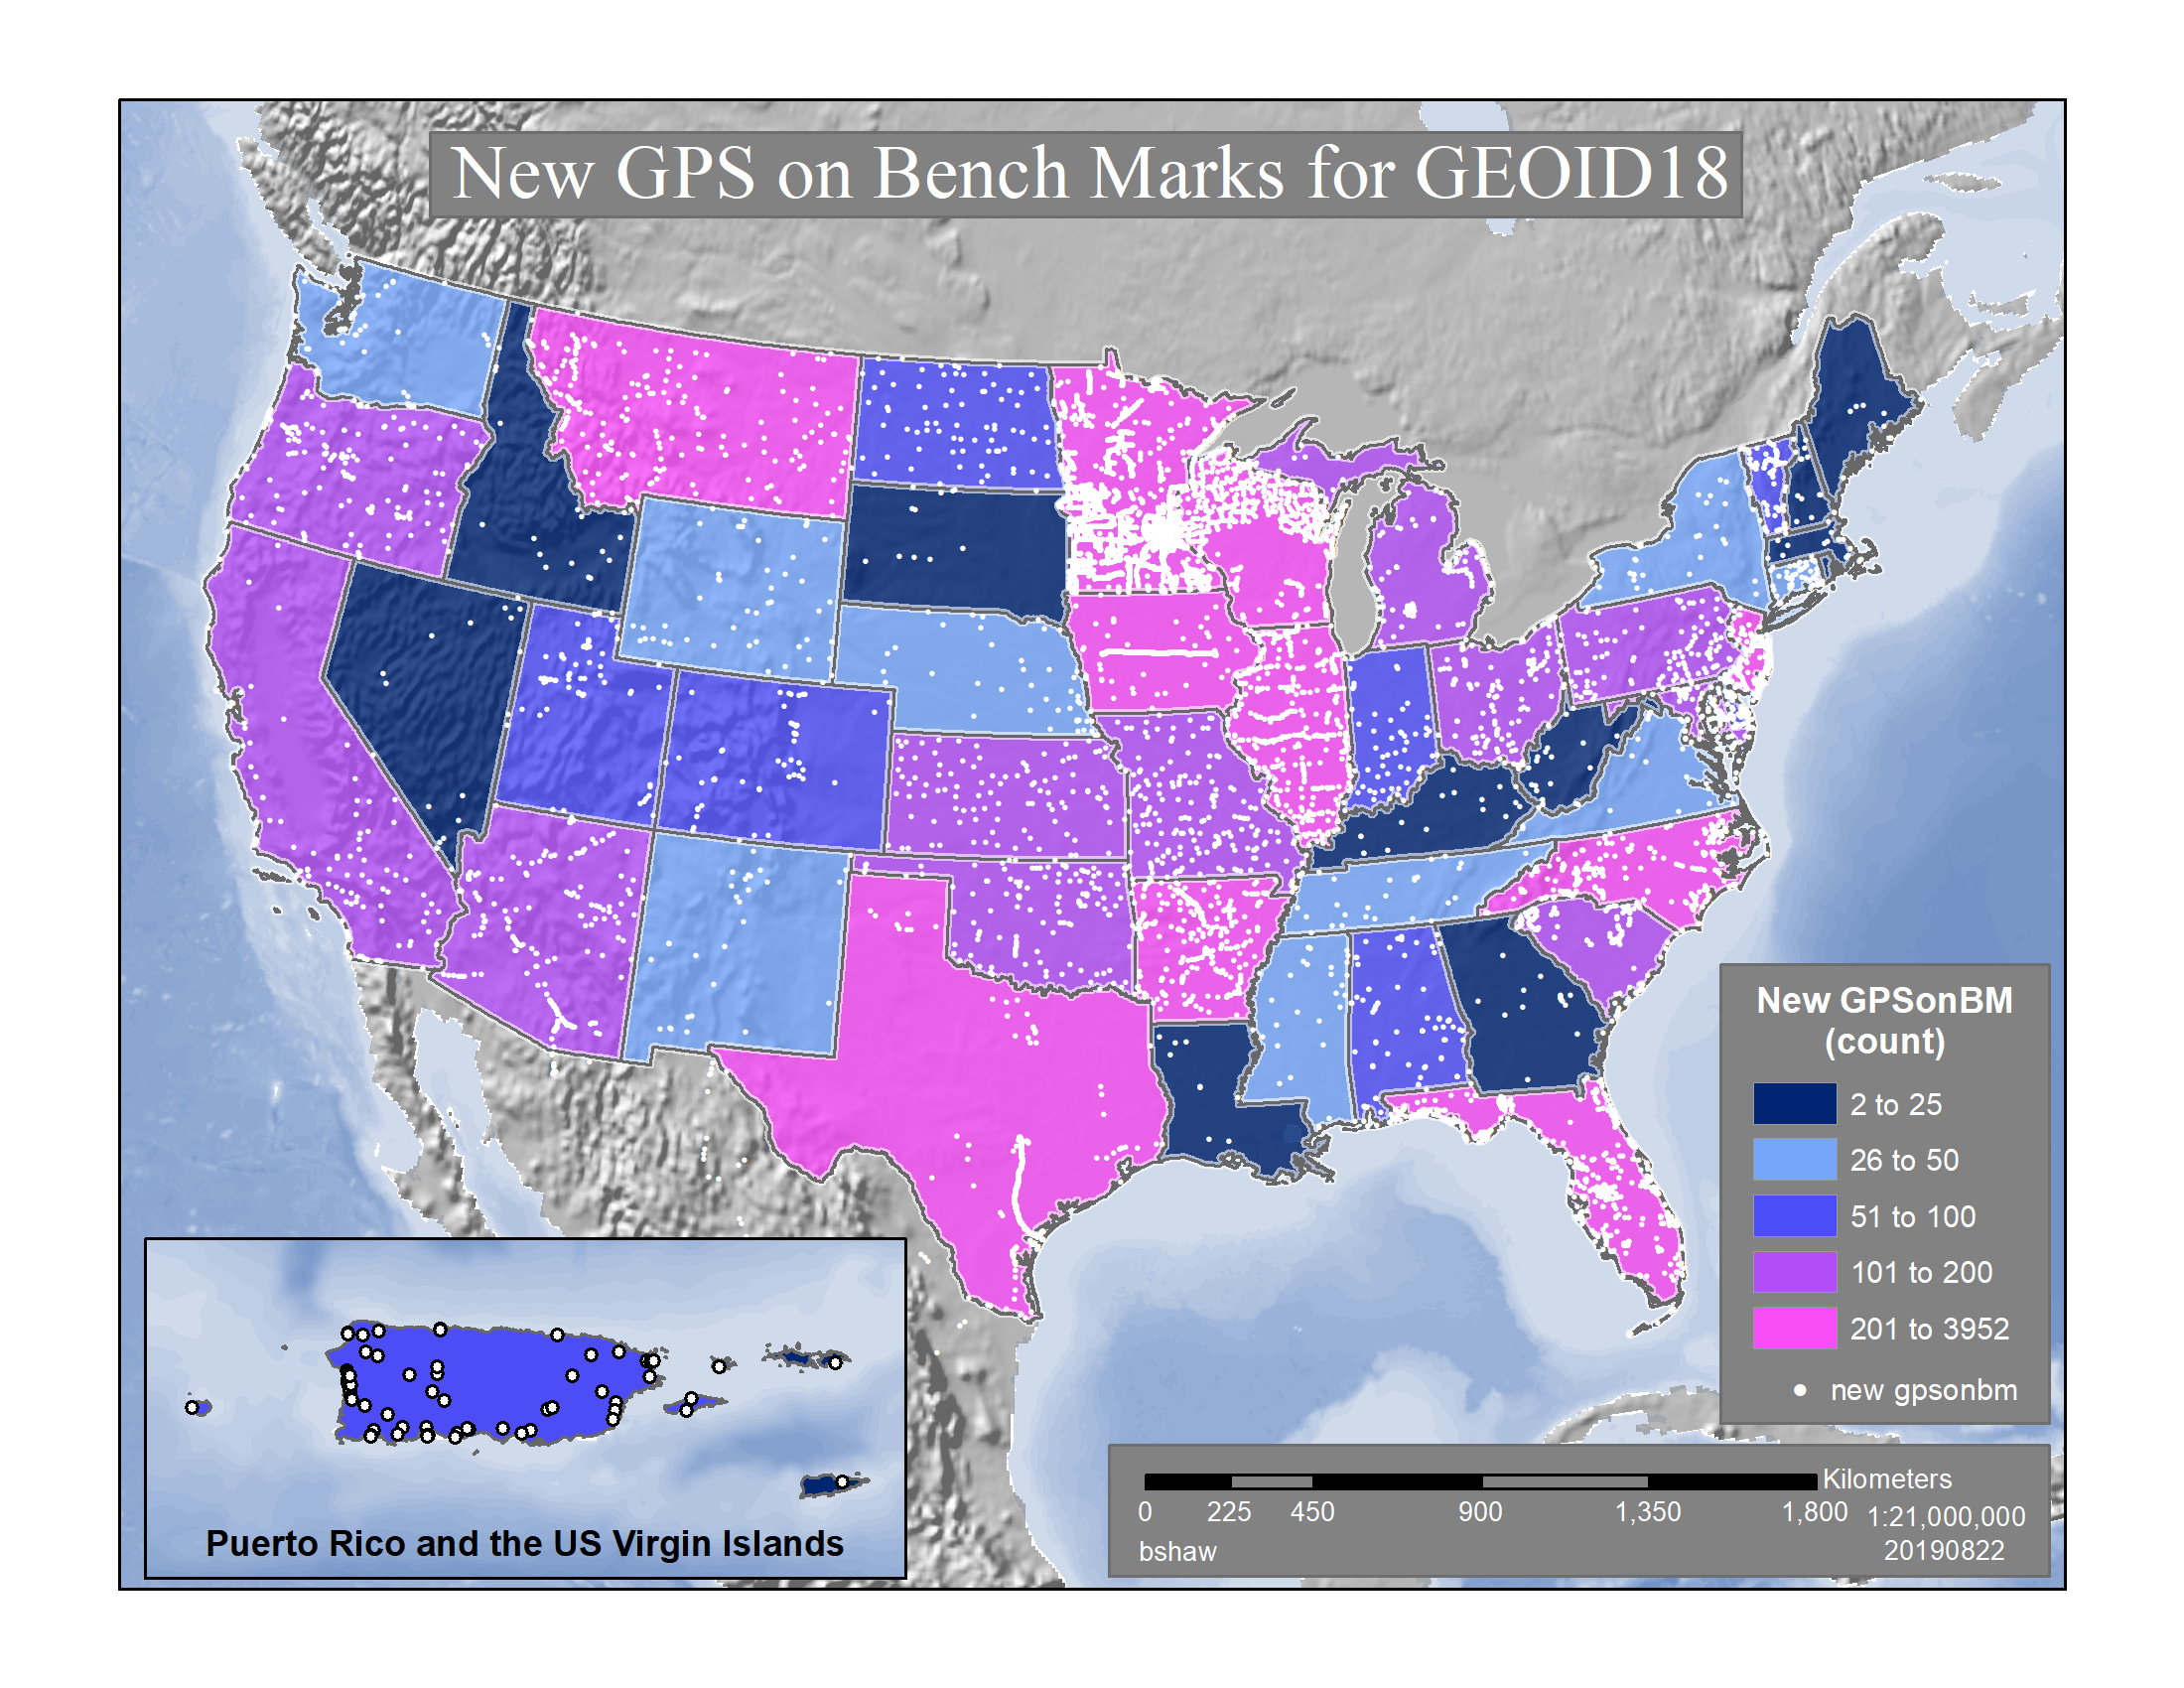 New GPS on Bench Marks for GEOID18
New GPSonBM
(count)
2 to 25
26 to 50
51 to 100
101 to 200
201 to 3952
new gpsonbm
Kilometers
0 225 450 900 1,350 1,800 1:21,000,000
bshaw 20190822
Puerto Rico and the US Virgin Islands